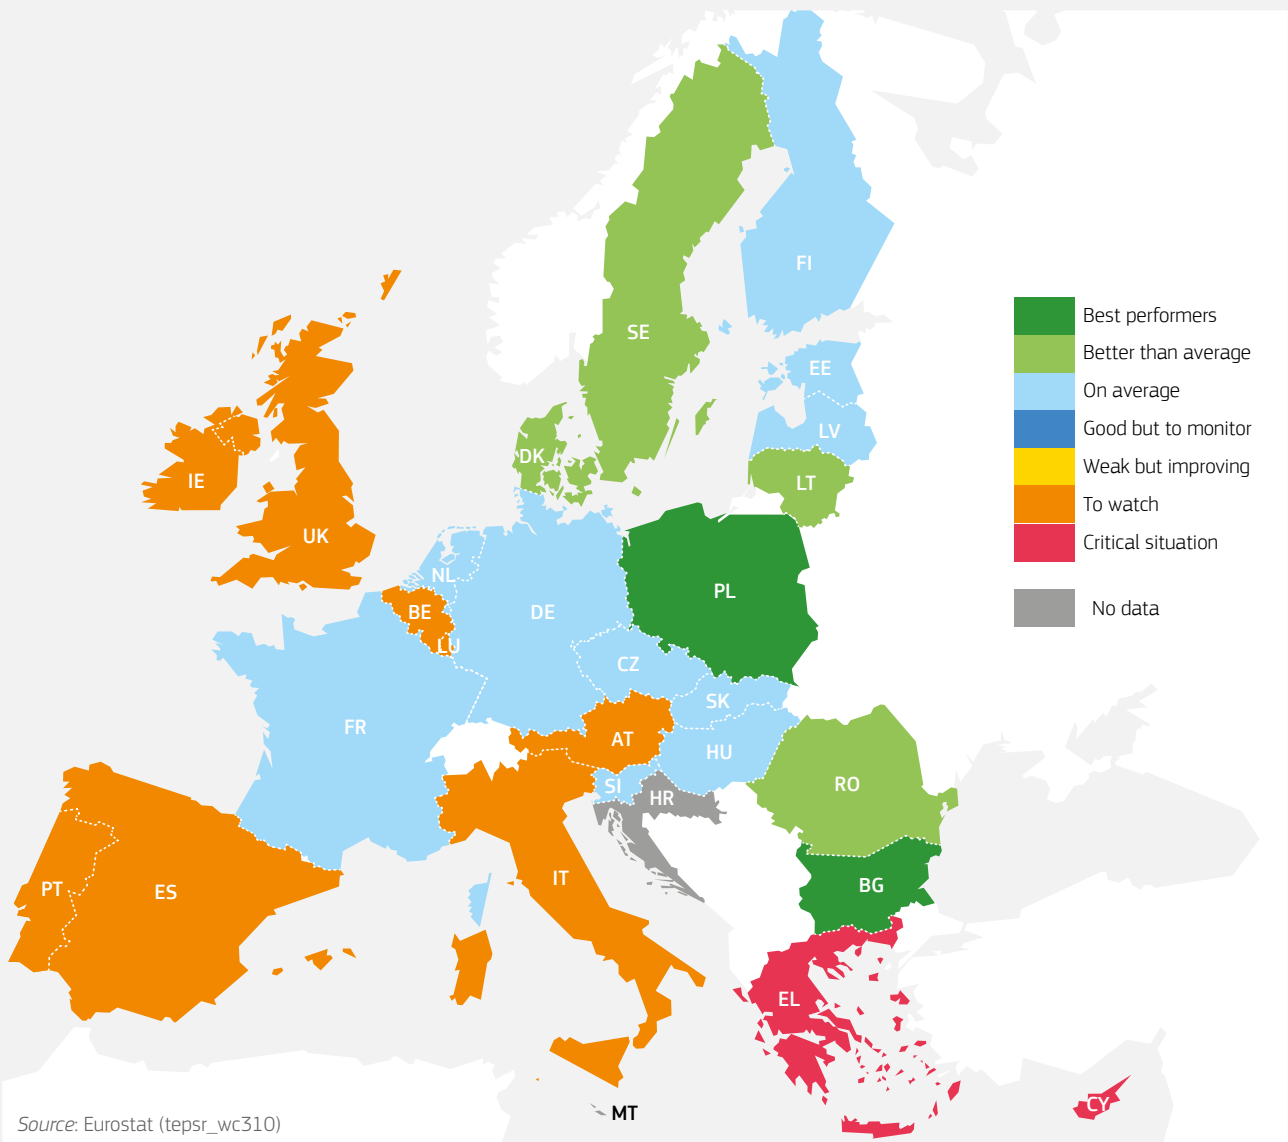 FI
SE
EE
LV
DK
LT
IE
UK
NL
BE
DE
PL
LU
CZ
SK
FR
AT
HU
SI
HR
RO
IT
BG
PT
ES
EL
CY
MT
Best performers
Better than average
On average
Good but to monitor
Weak but improving
To watch
Critical situation
No data
Source: Eurostat (tepsr_wc310)